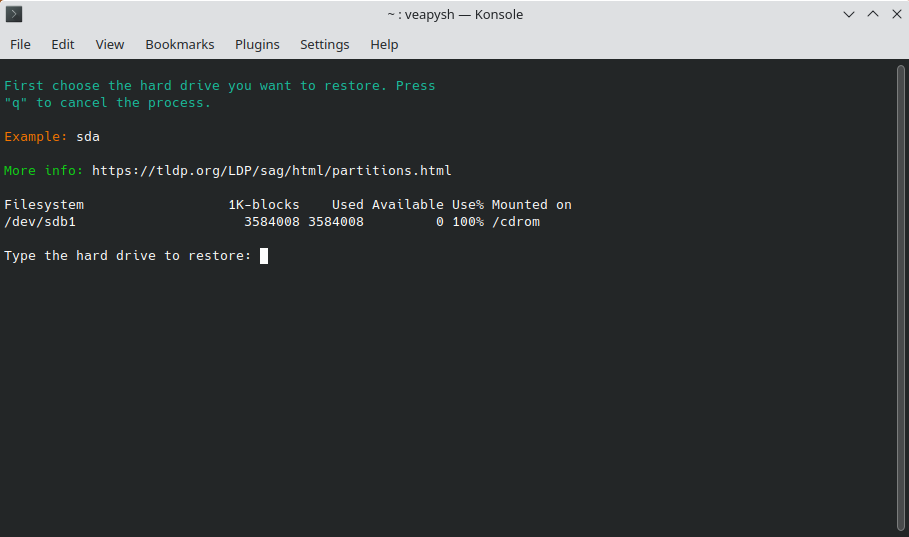 ~ : veapysh — Konsole
File Edit View Bookmarks Plugins Settings Help
First choose the hard drive you want to restore. Press
"q" to cancel the process.
Example: sda
More info: https://tldp.org/LDP/sag/html/partitions.html
Filesystem 1K-blocks Used Available Use% Mounted on
/dev/sdb1 3584008 3584008 0 100% /cdrom
Type the hard drive to restore: